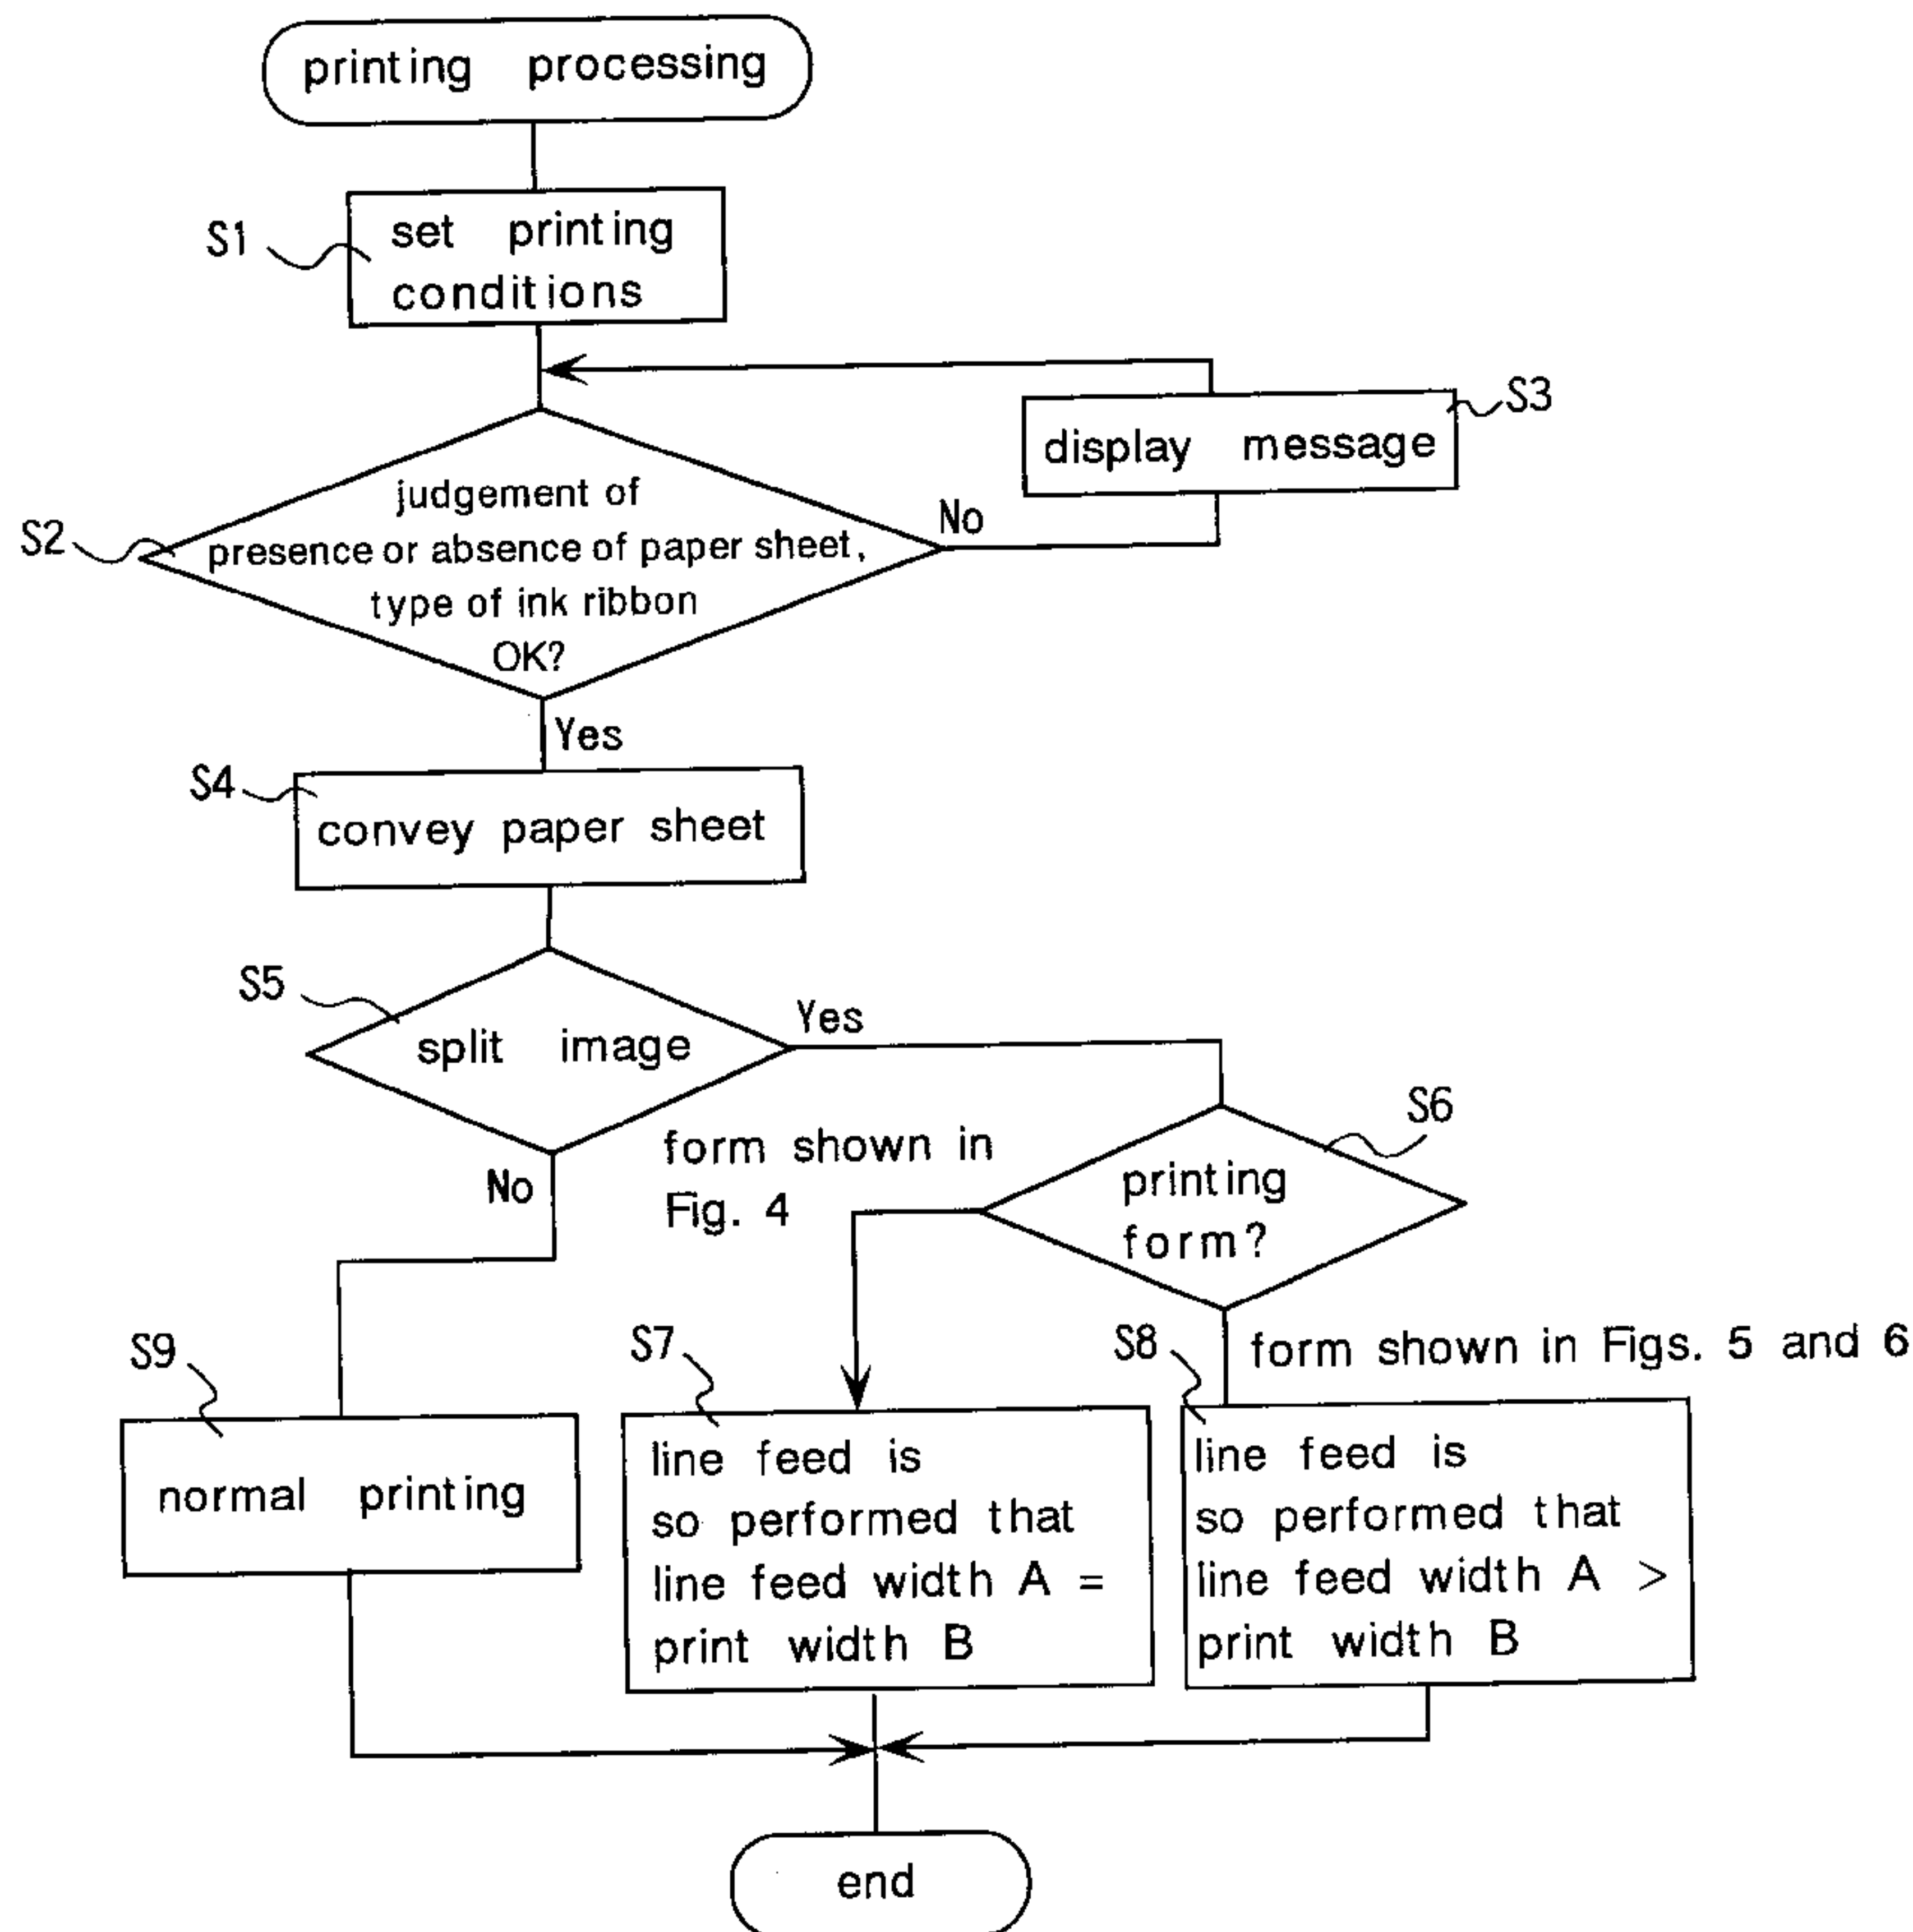 printing processing
S1
set printing
conditions
S3
display message
S2
judgement of
presence or absence of paper sheet,
type of ink ribbon
OK?
No
Yes
S4
convey paper sheet
S5
split image
Yes
No
S6
printing
form?
form shown in
Fig. 4
form shown in Figs. 5 and 6
S9
normal printing
S7
line feed is
so performed that
line feed width A =
print width B
S8
line feed is
so performed that
line feed width A >
print width B
end